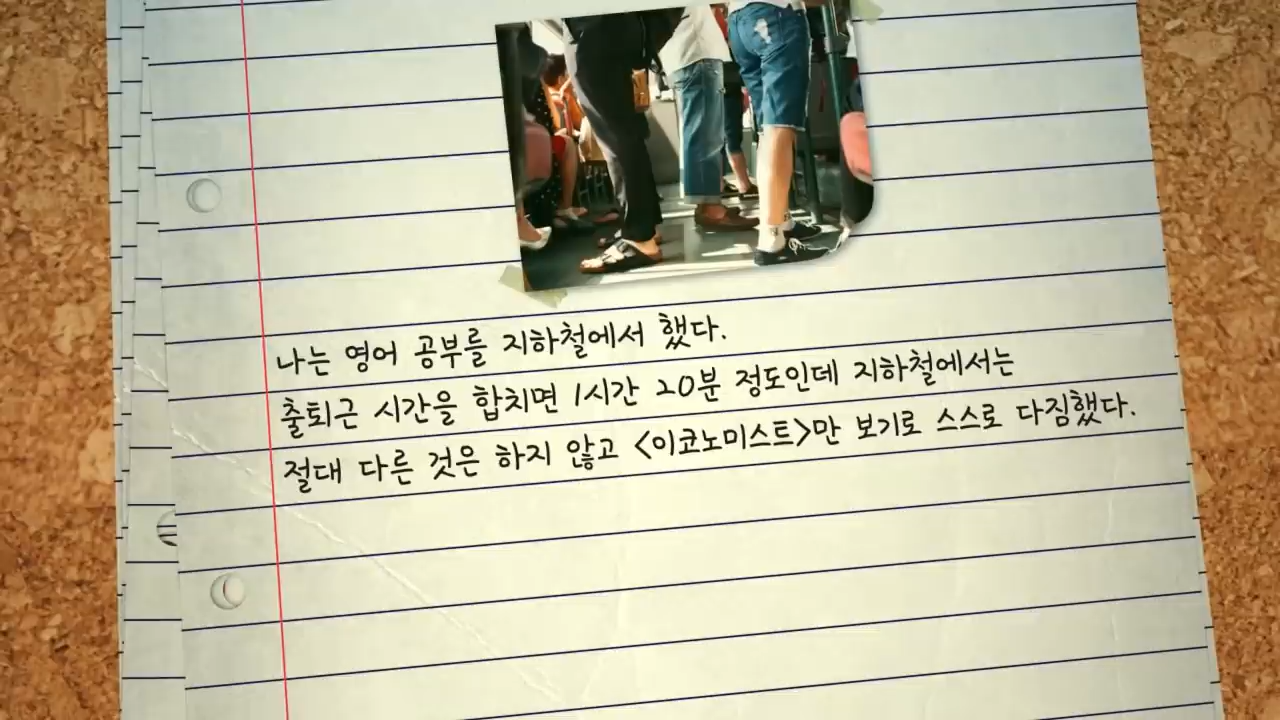 나는 영어 공부를 지하철에서 했다.
출퇴근 시간을 합치면 1시간 20분 정도인데 지하철에서는
절대 다른 것은 하지 않고 <이코노미스트>만 보기로 스스로 다짐했다.